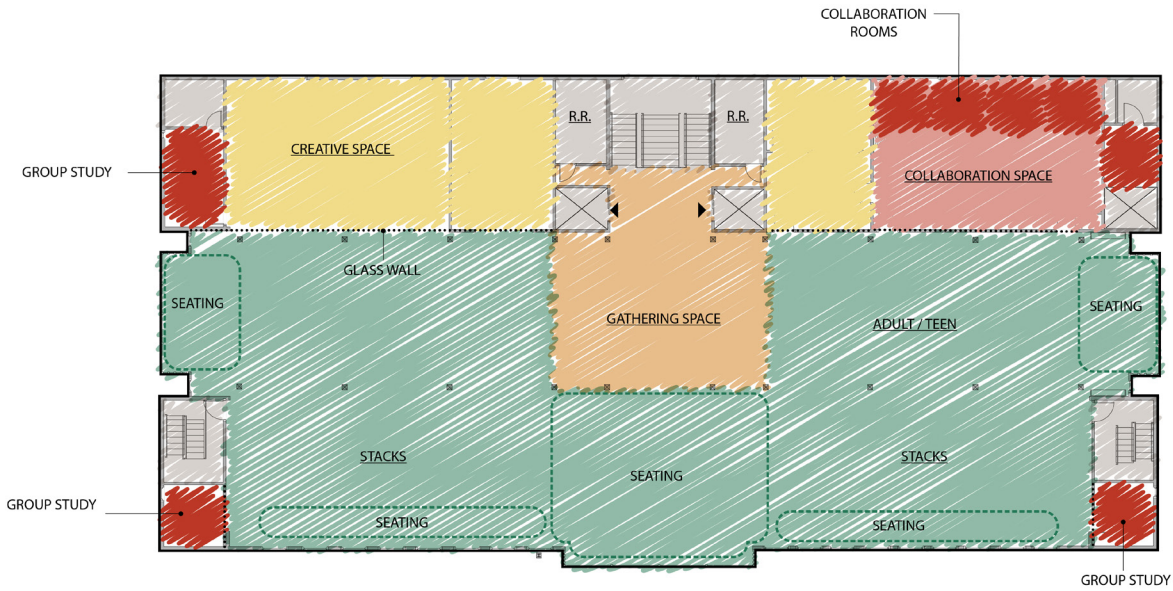 COLLABORATION
ROOMS
R.R.
R.R.
CREATIVE SPACE
GROUP STUDY
COLLABORATION SPACE
GLASS WALL
SEATING
SEATING
GATHERING SPACE
ADULT / TEEN
STACKS
STACKS
SEATING
GROUP STUDY
SEATING
SEATING
GROUP STUDY